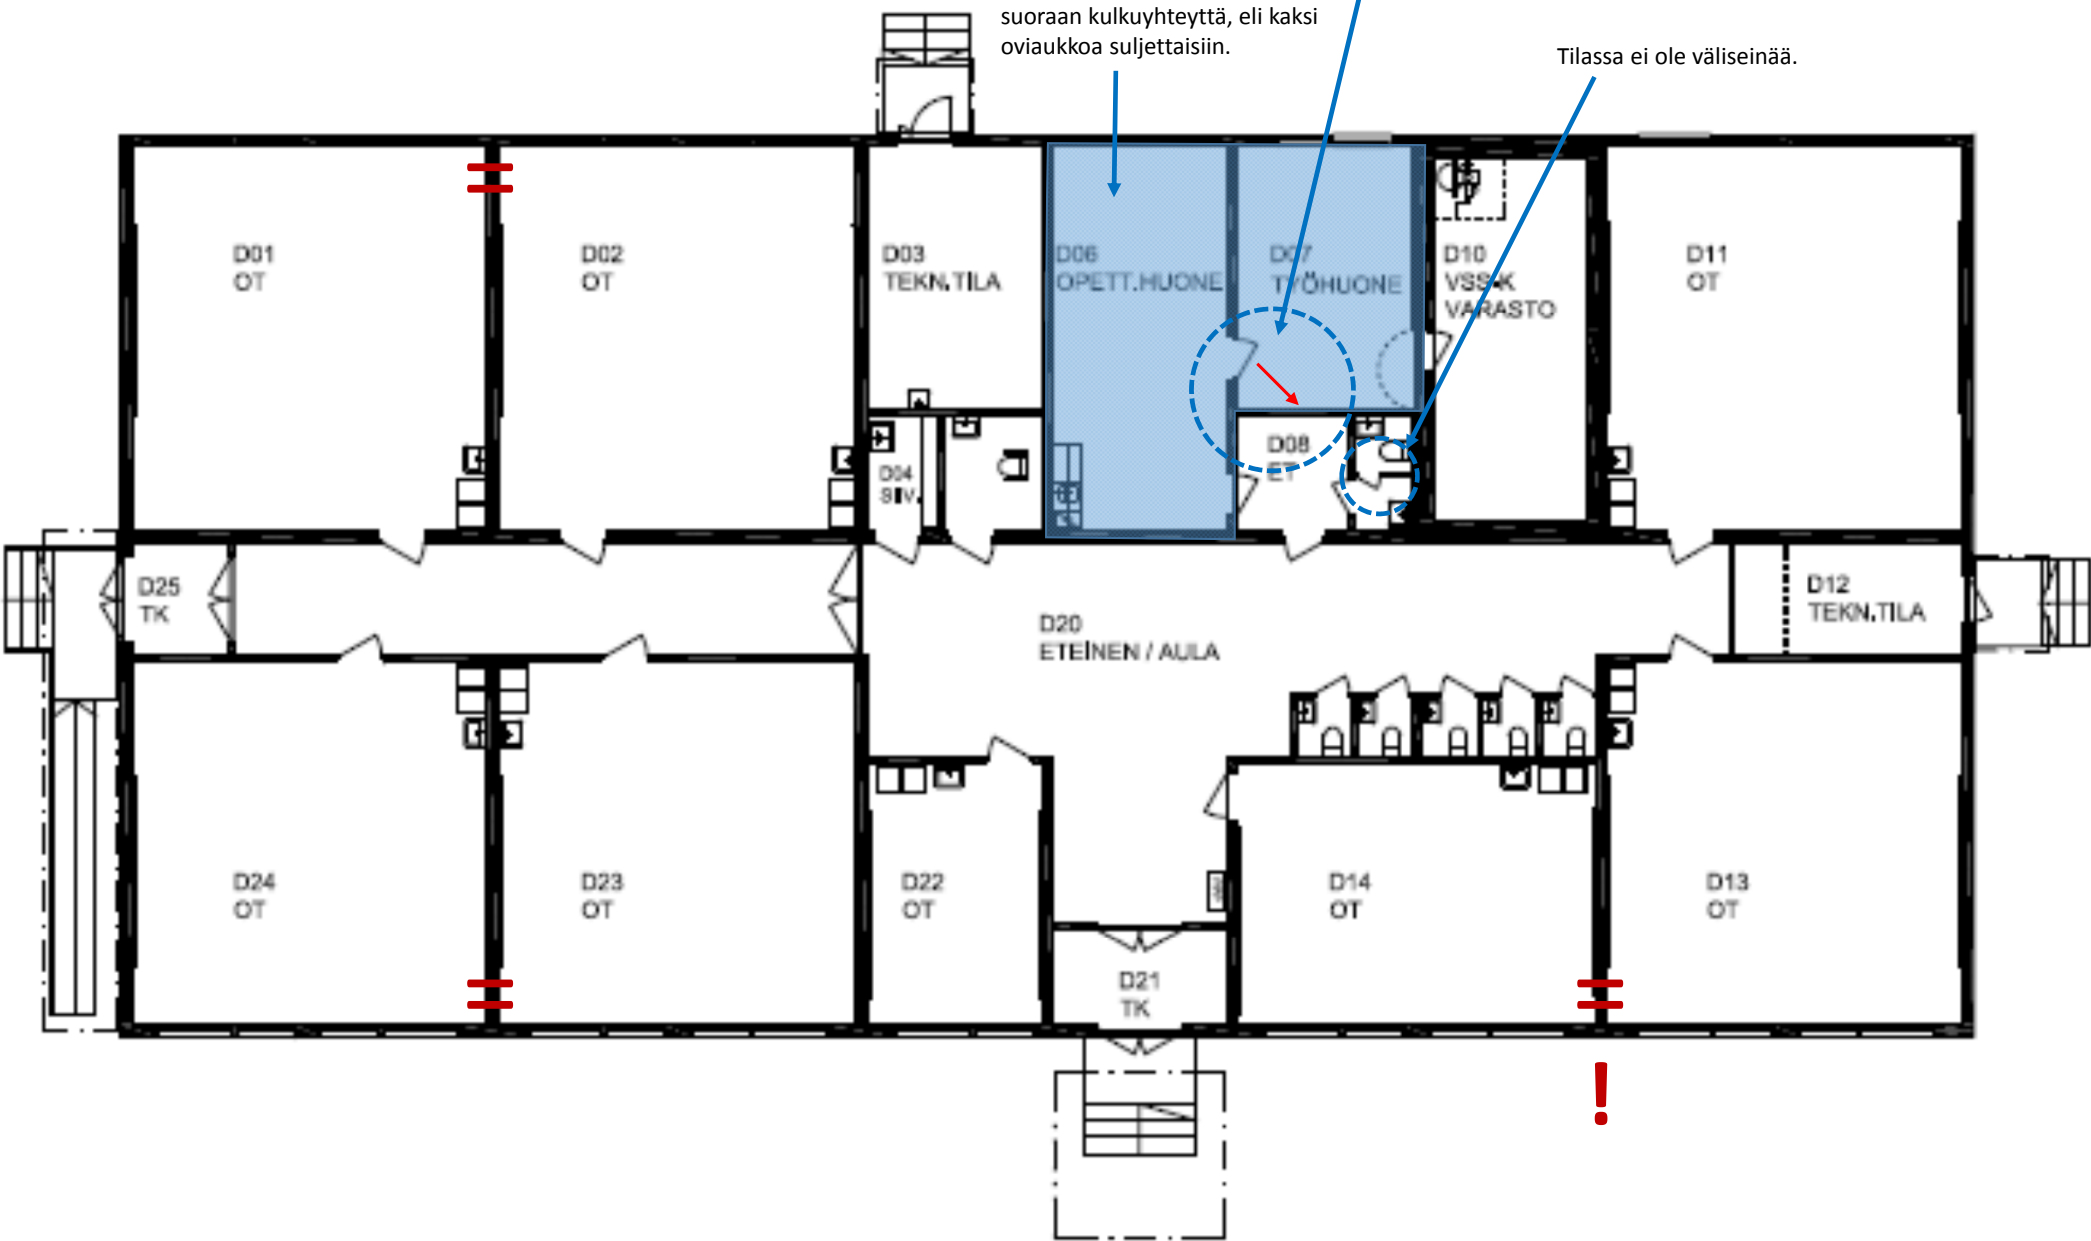 suoraan kulkuyhteyttä, eli kaksi
oviaukkoa suljettaisiin.
Tilassa ei ole väliseinää.
D01
OT
D02
OT
D03
TEKN.TILA
D06
OPETT.HUONE
D07
TYÖHUONE
D10
VSS-K
VARASTO
D11
OT
D04
SIIV.
D08
ET
D25
TK
D20
ETEINEN / AULA
D12
TEKN.TILA
D24
OT
D23
OT
D22
OT
D14
OT
D13
OT
D21
TK
!